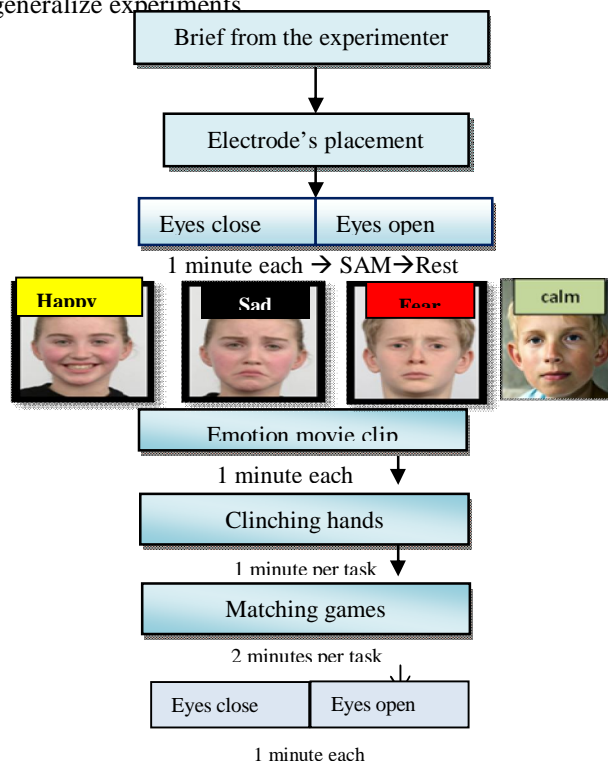 generalize experiments
Brief from the experimenter
Electrode's placement
Eyes close Eyes open
1 minute each → SAM→Rest
Happy Sad Fear calm
Emotion movie clip
1 minute each
Clinching hands
1 minute per task
Matching games
2 minutes per task
Eyes close Eyes open
1 minute each